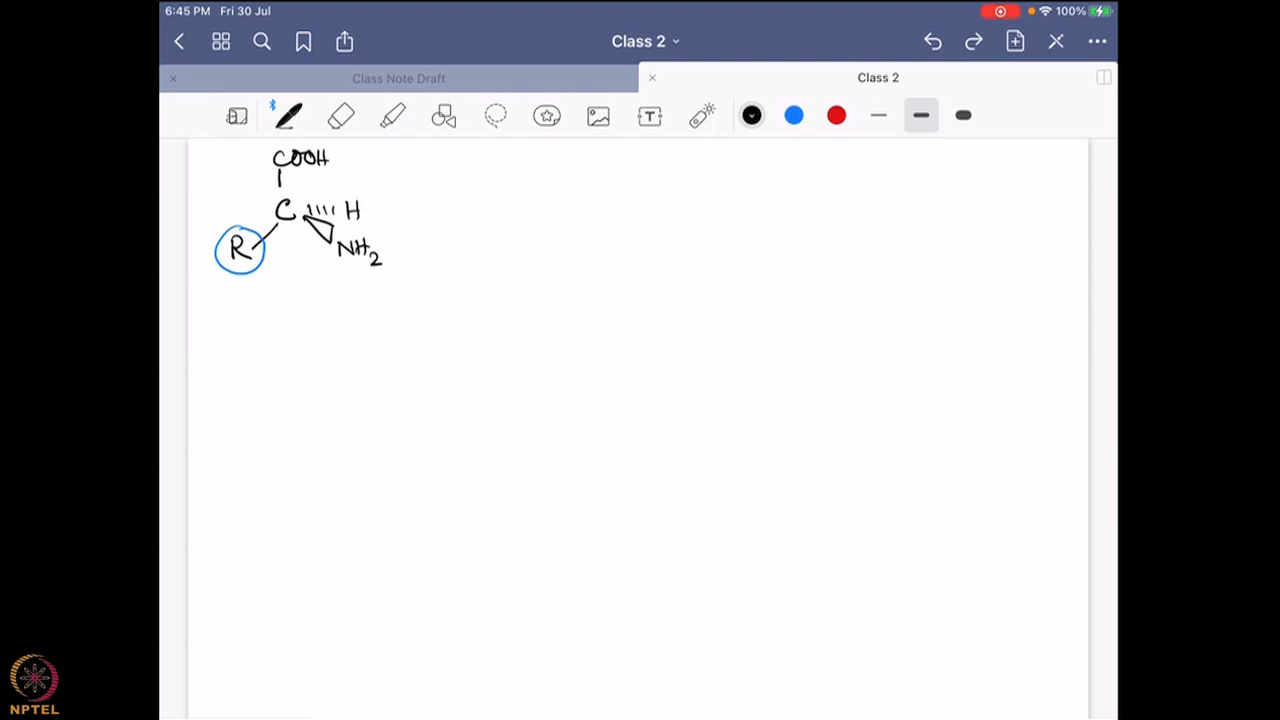 6:45 PM Fri 30 Jul 100%
Class 2
Class Note Draft
Class 2
T
COOH
C H
R NH2
NPTEL